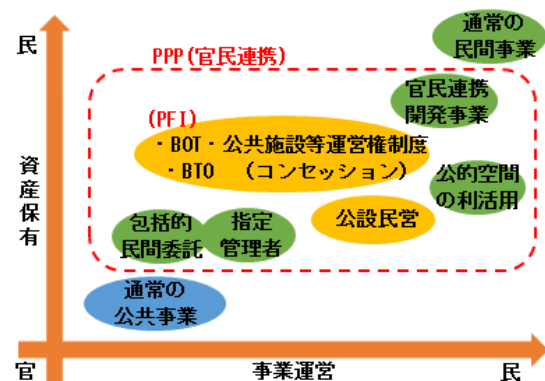 民
通常の
民間事業
PPP(官民連携)
官民連携
開発事業
(PFI)
・BOT・公共施設等運営権制度
・BTO （コンセッション）
公的空間
の利活用
資産保有
包括的
民間委託
指定
管理者
公設民営
通常の
公共事業
官
事業運営
民